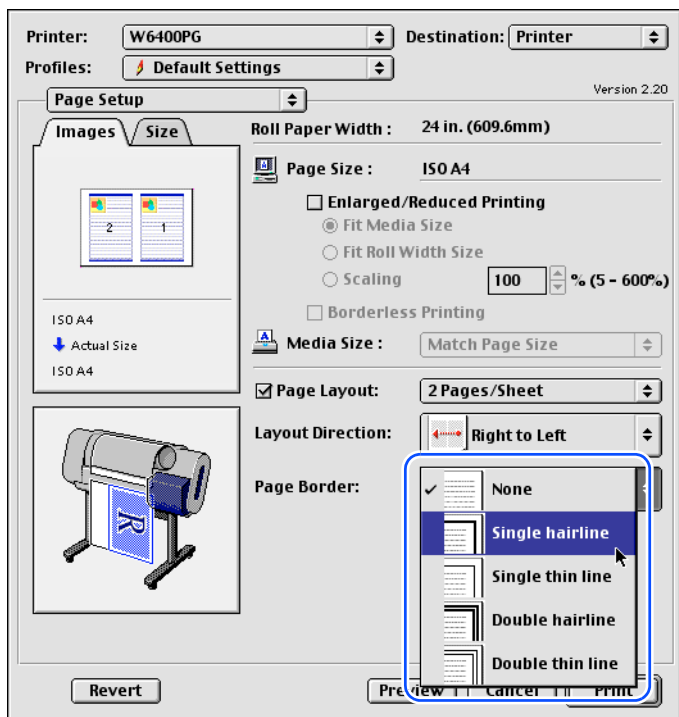 Printer: W6400PG Destination: Printer
Profiles: Default Settings
Version 2.20
Page Setup
Images Size
Roll Paper Width : 24 in. (609.6mm)
Page Size : ISO A4
Enlarged/Reduced Printing
Fit Media Size
Fit Roll Width Size
Scaling 100 % (5 - 600%)
Borderless Printing
2 1
ISO A4
Actual Size
ISO A4
Media Size : Match Page Size
Page Layout: 2 Pages/Sheet
Layout Direction: Right to Left
Page Border:
None
Single hairline
Single thin line
Double hairline
Double thin line
R
Revert Preview Cancel Print